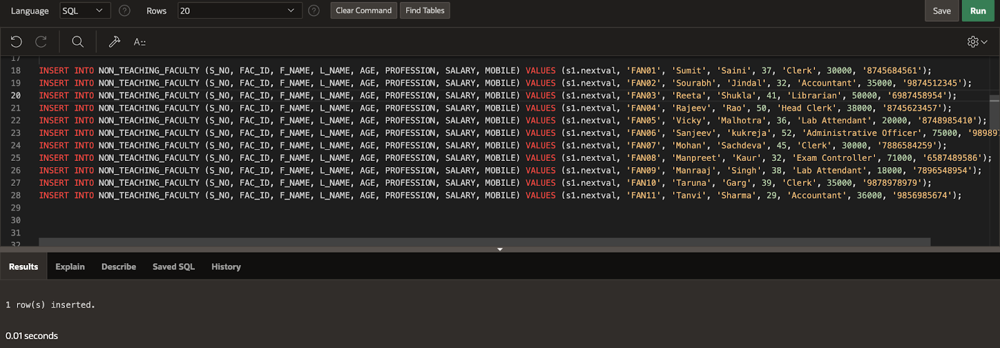 Language SQL Rows 20 Clear Command Find Tables Save Run
A::
17
18 INSERT INTO NON_TEACHING_FACULTY (S_NO, FAC_ID, F_NAME, L_NAME, AGE, PROFESSION, SALARY, MOBILE) VALUES (s1.nextval, 'FAN01', 'Sumit', 'Saini', 37, 'Clerk', 30000, '8745684561');
19 INSERT INTO NON_TEACHING_FACULTY (S_NO, FAC_ID, F_NAME, L_NAME, AGE, PROFESSION, SALARY, MOBILE) VALUES (s1.nextval, 'FAN02', 'Sourabh', 'Jindal', 32, 'Accountant', 35000, '9874512345');
20 INSERT INTO NON_TEACHING_FACULTY (S_NO, FAC_ID, F_NAME, L_NAME, AGE, PROFESSION, SALARY, MOBILE) VALUES (s1.nextval, 'FAN03', 'Reeta', 'Shukla', 41, 'Librarian', 50000, '6987458954');
21 INSERT INTO NON_TEACHING_FACULTY (S_NO, FAC_ID, F_NAME, L_NAME, AGE, PROFESSION, SALARY, MOBILE) VALUES (s1.nextval, 'FAN04', 'Rajeev', 'Rao', 50, 'Head Clerk', 38000, '8745623457');
22 INSERT INTO NON_TEACHING_FACULTY (S_NO, FAC_ID, F_NAME, L_NAME, AGE, PROFESSION, SALARY, MOBILE) VALUES (s1.nextval, 'FAN05', 'Vicky', 'Malhotra', 36, 'Lab Attendant', 20000, '8748985410');
23 INSERT INTO NON_TEACHING_FACULTY (S_NO, FAC_ID, F_NAME, L_NAME, AGE, PROFESSION, SALARY, MOBILE) VALUES (s1.nextval, 'FAN06', 'Sanjeev', 'kukreja', 52, 'Administrative Officer', 75000, '98989
24 INSERT INTO NON_TEACHING_FACULTY (S_NO, FAC_ID, F_NAME, L_NAME, AGE, PROFESSION, SALARY, MOBILE) VALUES (s1.nextval, 'FAN07', 'Mohan', 'Sachdeva', 45, 'Clerk', 30000, '7886584259');
25 INSERT INTO NON_TEACHING_FACULTY (S_NO, FAC_ID, F_NAME, L_NAME, AGE, PROFESSION, SALARY, MOBILE) VALUES (s1.nextval, 'FAN08', 'Manpreet', 'Kaur', 32, 'Exam Controller', 71000, '6587489586');
26 INSERT INTO NON_TEACHING_FACULTY (S_NO, FAC_ID, F_NAME, L_NAME, AGE, PROFESSION, SALARY, MOBILE) VALUES (s1.nextval, 'FAN09', 'Manraaj', 'Singh', 38, 'Lab Attendant', 18000, '7896548954');
27 INSERT INTO NON_TEACHING_FACULTY (S_NO, FAC_ID, F_NAME, L_NAME, AGE, PROFESSION, SALARY, MOBILE) VALUES (s1.nextval, 'FAN10', 'Taruna', 'Garg', 39, 'Clerk', 35000, '9878978979');
28 INSERT INTO NON_TEACHING_FACULTY (S_NO, FAC_ID, F_NAME, L_NAME, AGE, PROFESSION, SALARY, MOBILE) VALUES (s1.nextval, 'FAN11', 'Tanvi', 'Sharma', 29, 'Accountant', 36000, '9856985674');
29
30
31
32
Results Explain Describe Saved SQL History
1 row(s) inserted.
0.01 seconds